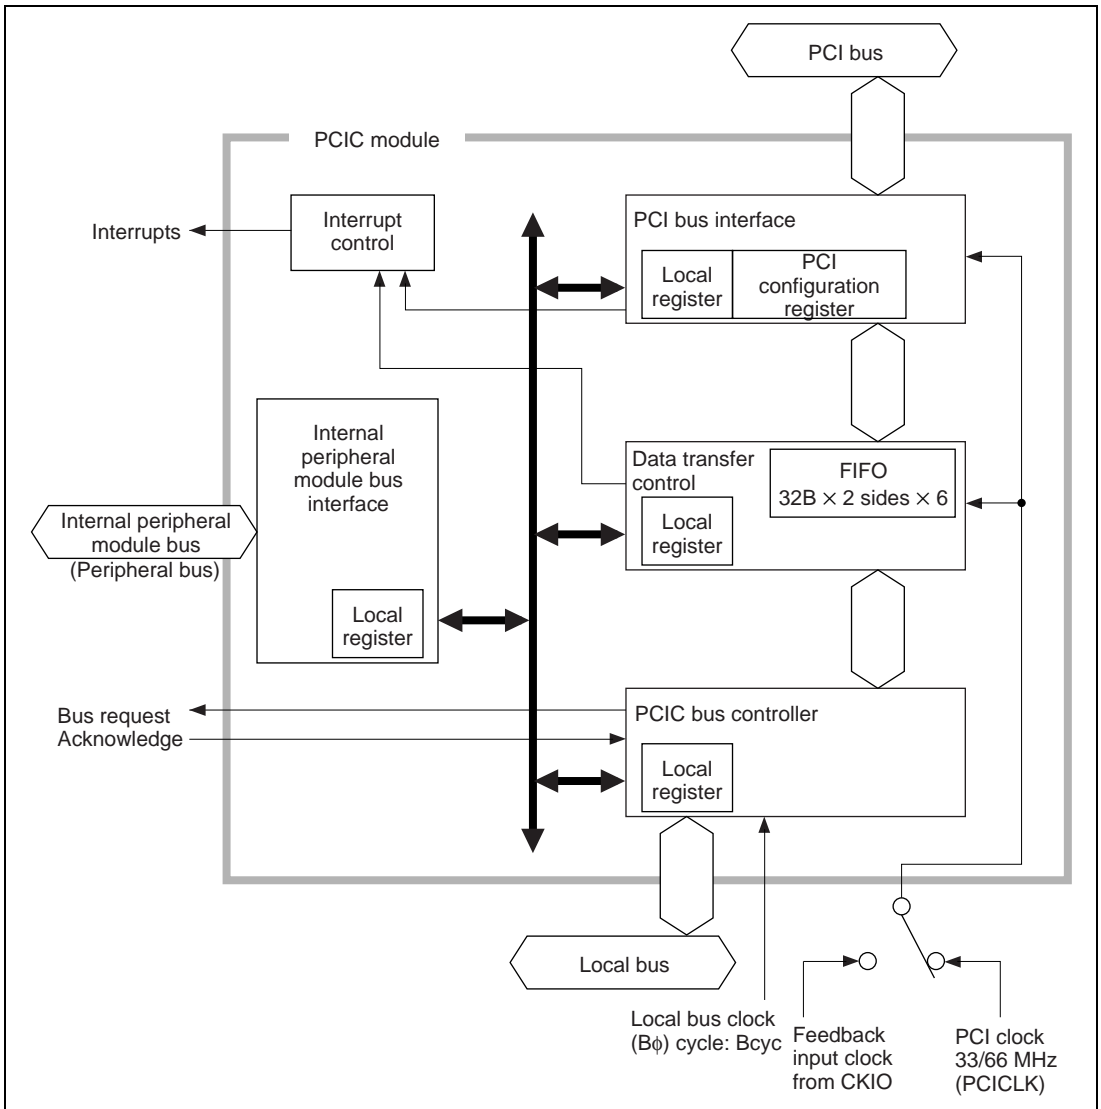 PCI bus
PCIC module
Interrupts
Interrupt
control
PCI bus interface
Local
register
PCI
configuration
register
Internal
peripheral
module bus
interface
Data transfer
control
FIFO
32B × 2 sides × 6
Local
register
Internal peripheral
module bus
(Peripheral bus)
Local
register
Bus request
Acknowledge
PCIC bus controller
Local
register
Local bus
Local bus clock
(Bφ) cycle: Bcyc
Feedback
input clock
from CKIO
PCI clock
33/66 MHz
(PCICLK)